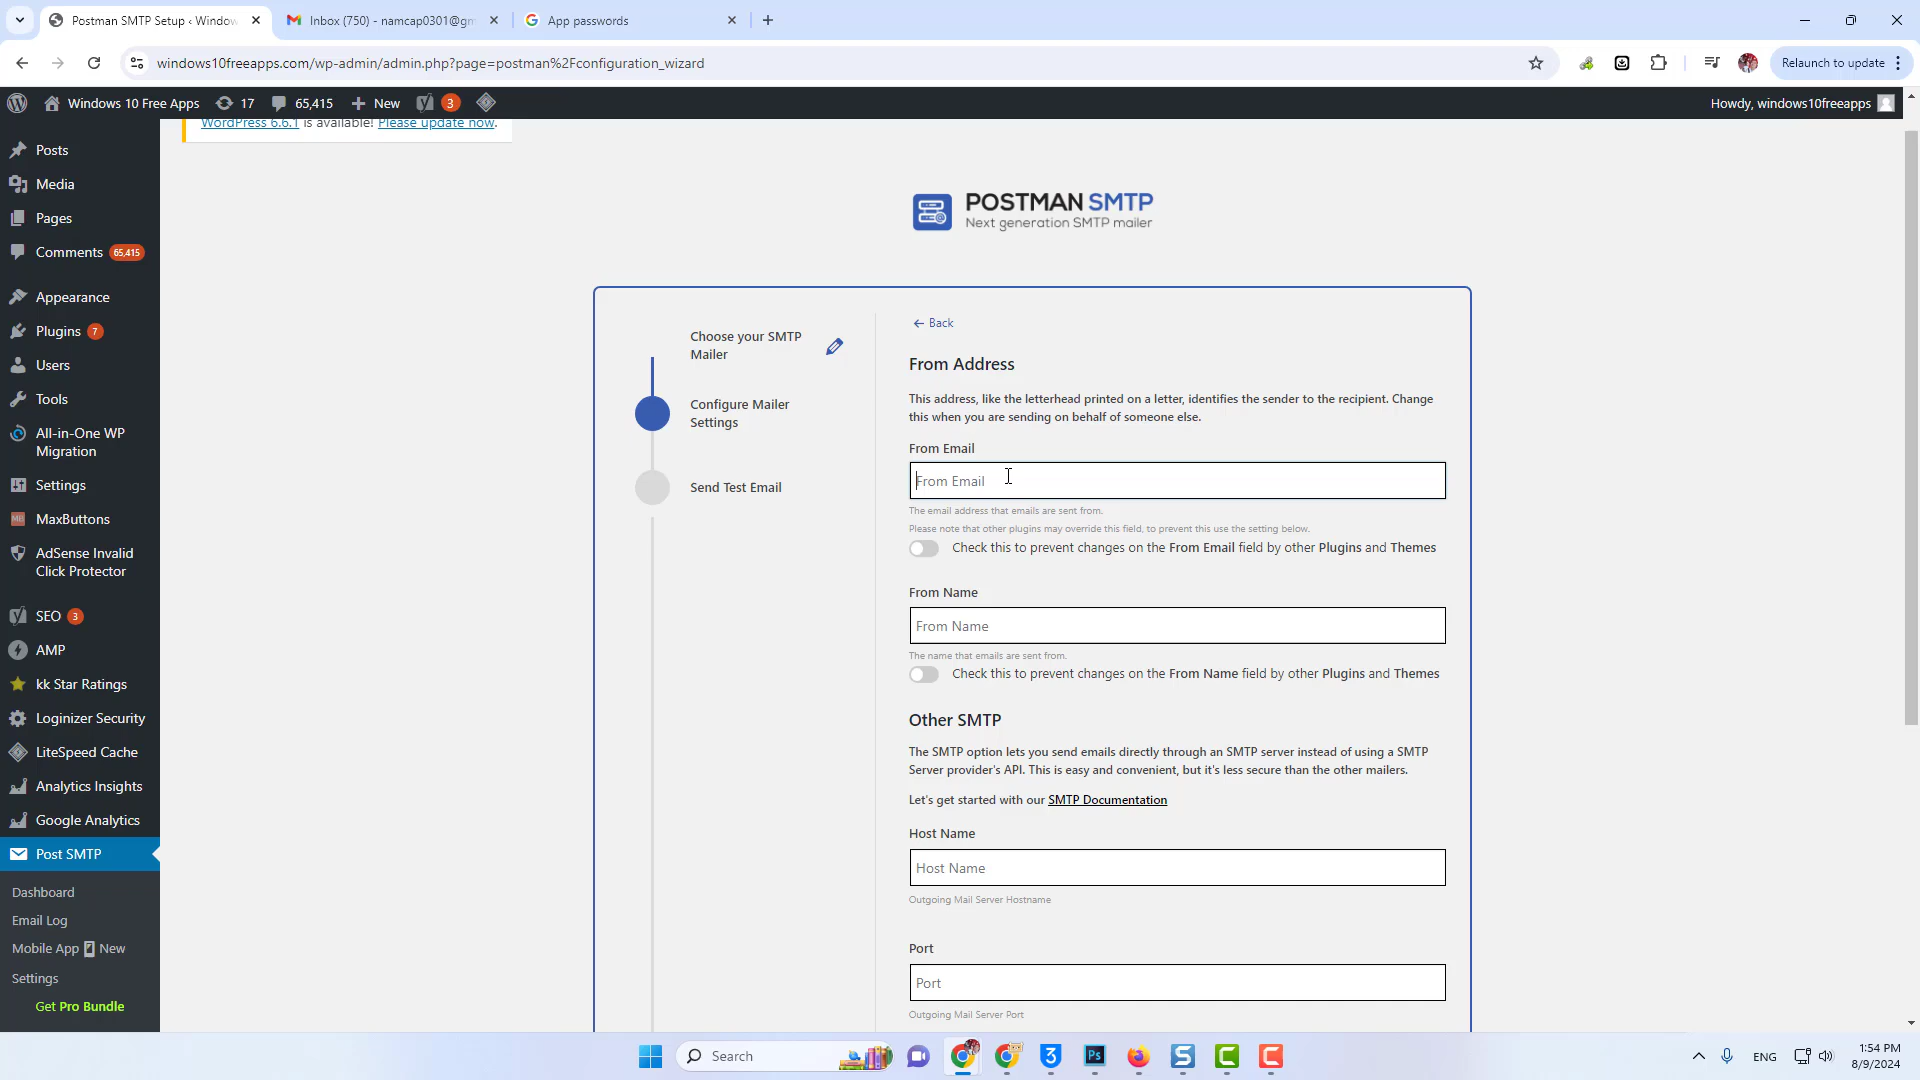 Postman SMTP Setup ‹ Window
Inbox (750) - namcap0301@gm
App passwords
windows10freeapps.com/wp-admin/admin.php?page=postman%2Fconfiguration_wizard
Relaunch to update
Windows 10 Free Apps
17
65,415
New
3
Howdy, windows10freeapps
WordPress 6.6.1 is available! Please update now.
Posts
Media
Pages
Comments 65,415
Appearance
Plugins 7
Users
Tools
All-in-One WP
Migration
Settings
MaxButtons
AdSense Invalid
Click Protector
SEO 3
AMP
kk Star Ratings
Loginizer Security
LiteSpeed Cache
Analytics Insights
Google Analytics
Post SMTP
Dashboard
Email Log
Mobile App New
Settings
Get Pro Bundle
POSTMAN SMTP
Next generation SMTP mailer
Choose your SMTP
Mailer
Configure Mailer
Settings
Send Test Email
← Back
From Address
This address, like the letterhead printed on a letter, identifies the sender to the recipient. Change
this when you are sending on behalf of someone else.
From Email
From Email
The email address that emails are sent from.
Please note that other plugins may override this field, to prevent this use the setting below.
Check this to prevent changes on the From Email field by other Plugins and Themes
From Name
From Name
The name that emails are sent from.
Check this to prevent changes on the From Name field by other Plugins and Themes
Other SMTP
The SMTP option lets you send emails directly through an SMTP server instead of using a SMTP
Server provider's API. This is easy and convenient, but it's less secure than the other mailers.
Let's get started with our SMTP Documentation
Host Name
Host Name
Outgoing Mail Server Hostname
Port
Port
Outgoing Mail Server Port
Search
Ps
ENG
1:54 PM
8/9/2024